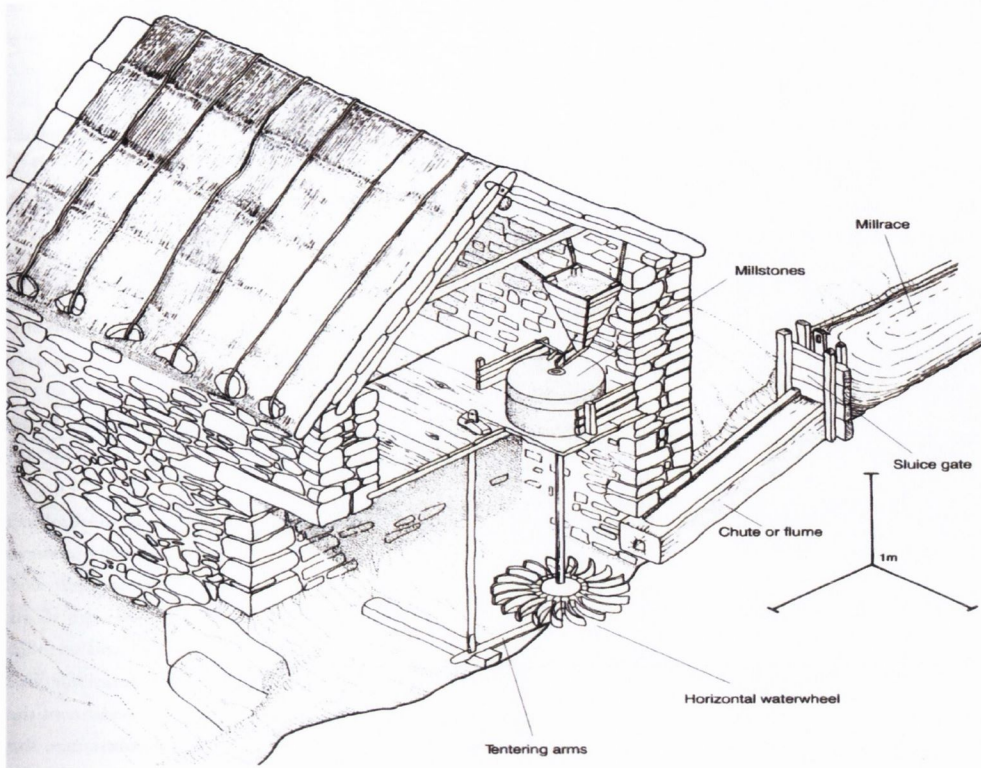 Millrace
Millstones
Sluice gate
Chute or flume
1m
Horizontal waterwheel
Tentering arms